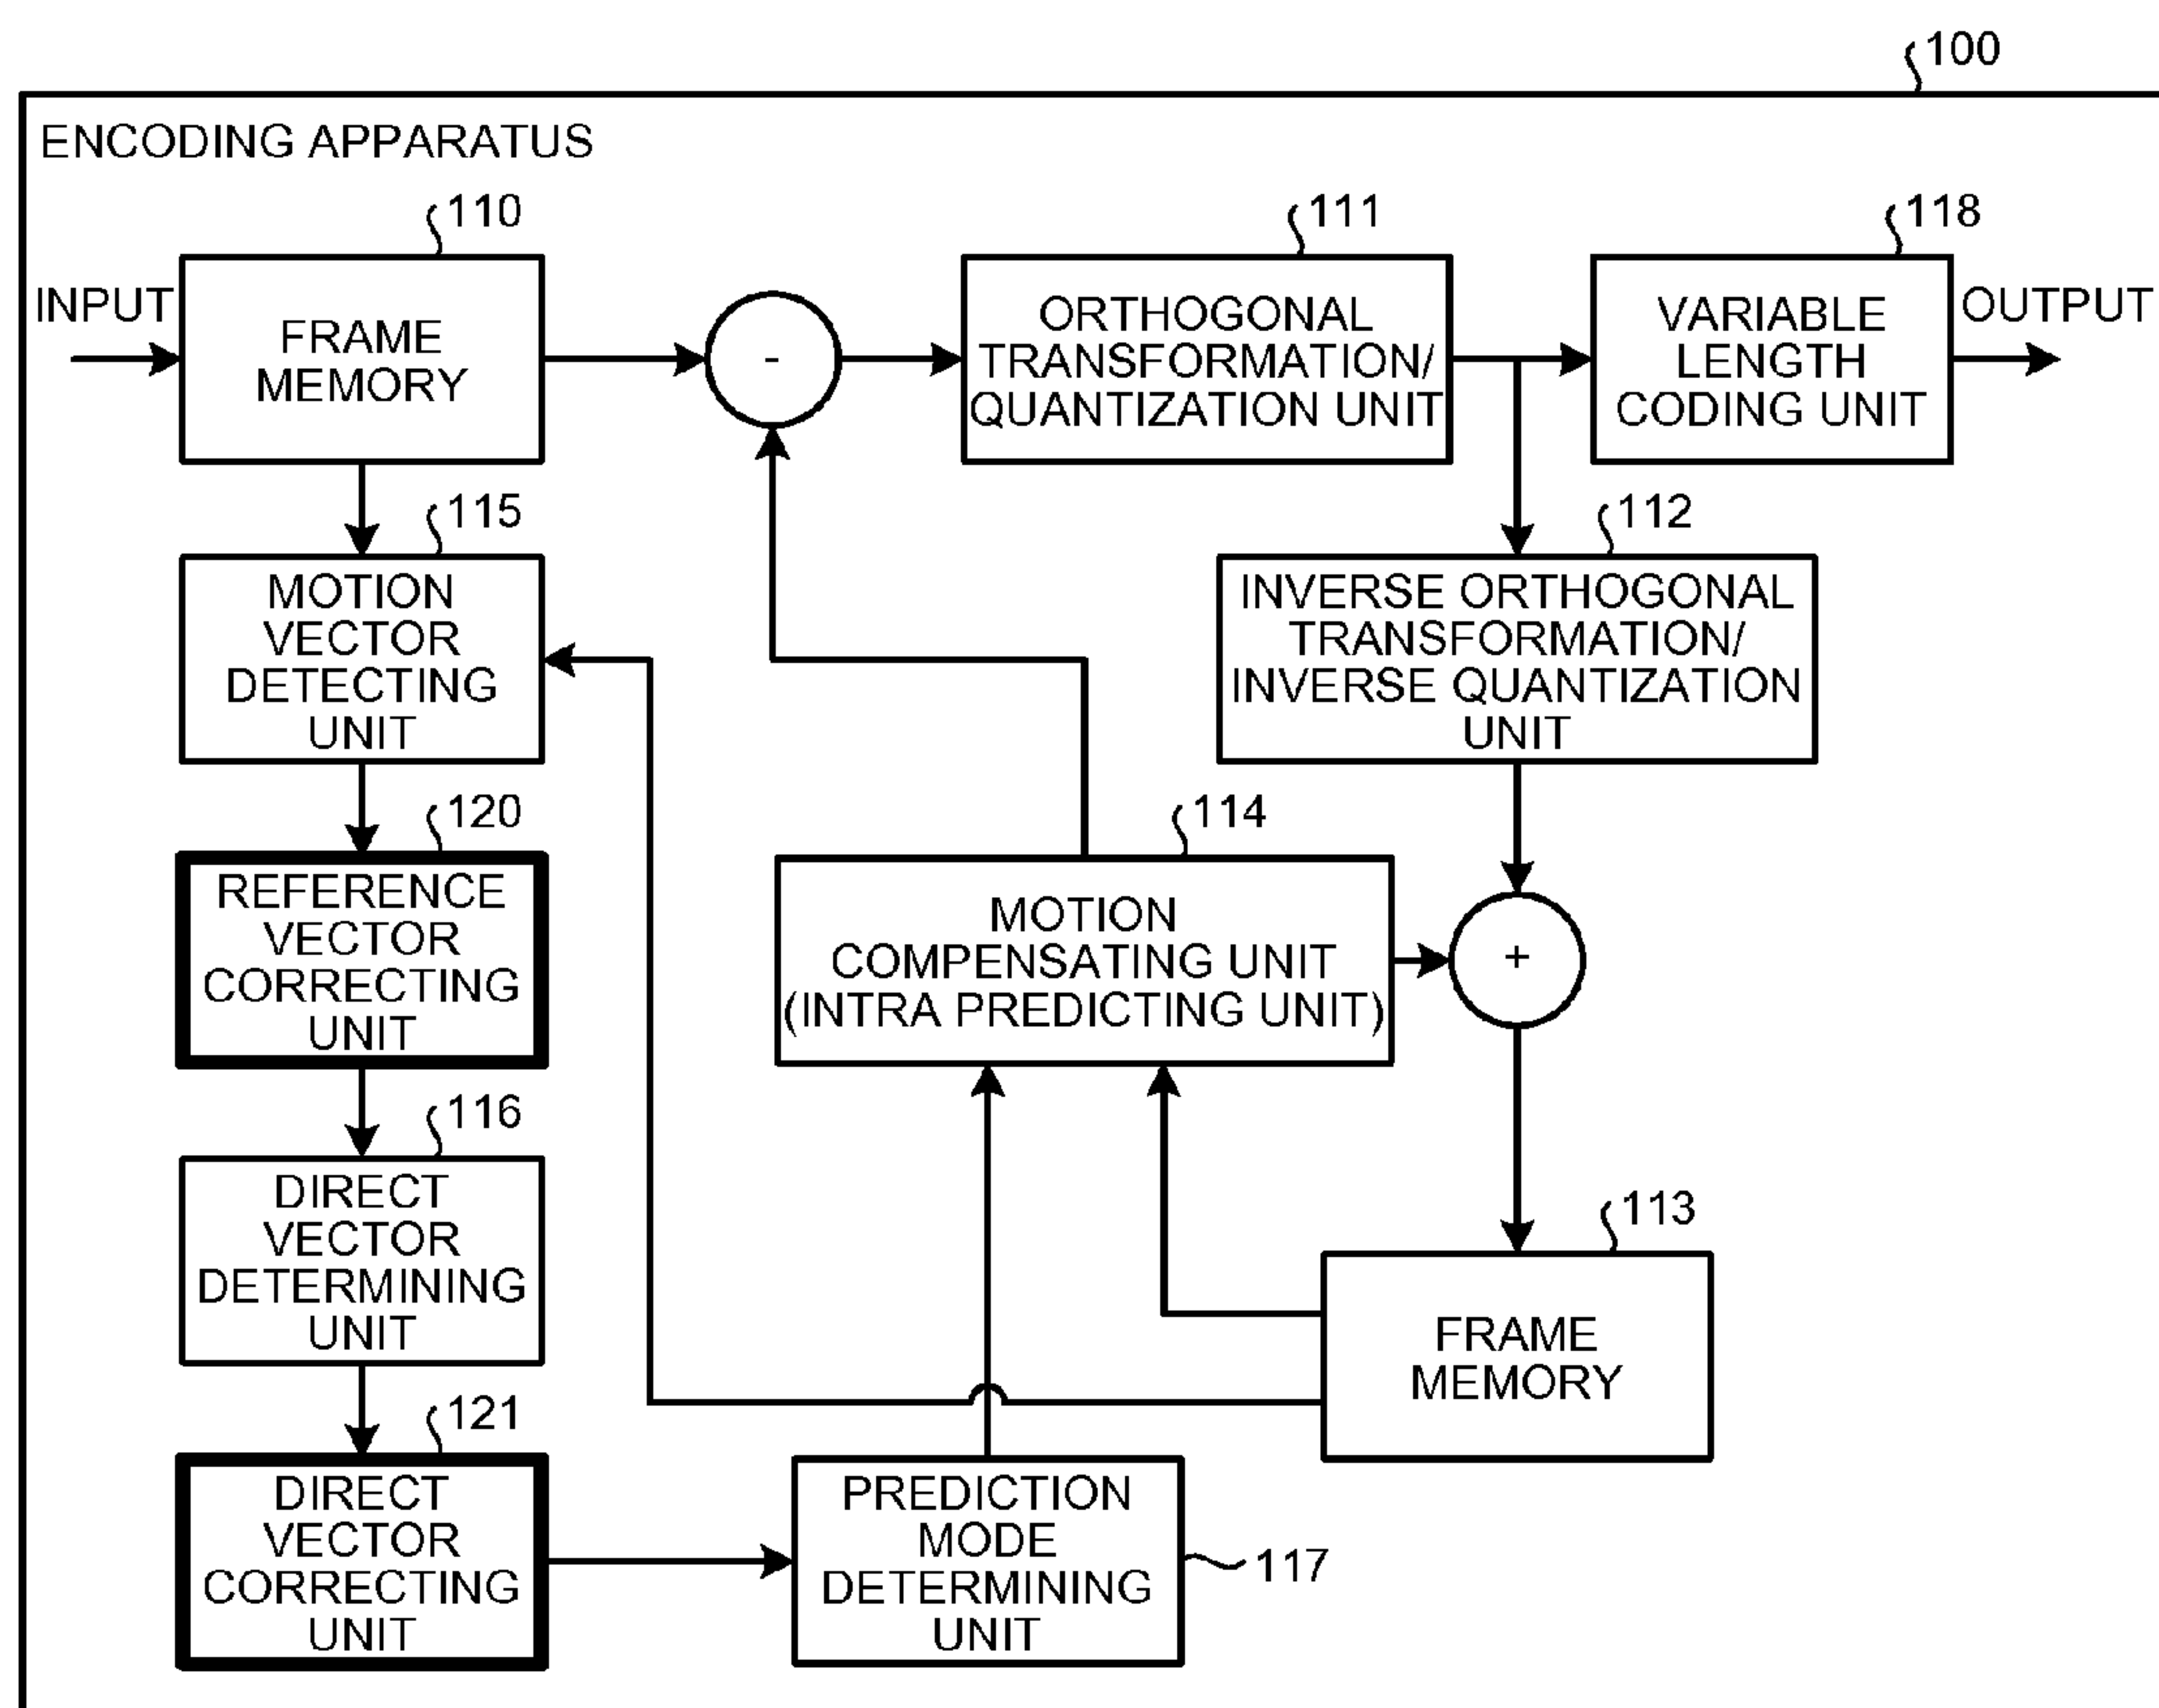 100
ENCODING APPARATUS
110
111
118
INPUT
FRAME
MEMORY
-
ORTHOGONAL
TRANSFORMATION/
QUANTIZATION UNIT
VARIABLE
LENGTH
CODING UNIT
OUTPUT
115
112
MOTION
VECTOR
DETECTING
UNIT
INVERSE ORTHOGONAL
TRANSFORMATION/
INVERSE QUANTIZATION
UNIT
120
114
REFERENCE
VECTOR
CORRECTING
UNIT
MOTION
COMPENSATING UNIT
(INTRA PREDICTING UNIT)
+
116
113
DIRECT
VECTOR
DETERMINING
UNIT
FRAME
MEMORY
121
DIRECT
VECTOR
CORRECTING
UNIT
PREDICTION
MODE
DETERMINING
UNIT
117